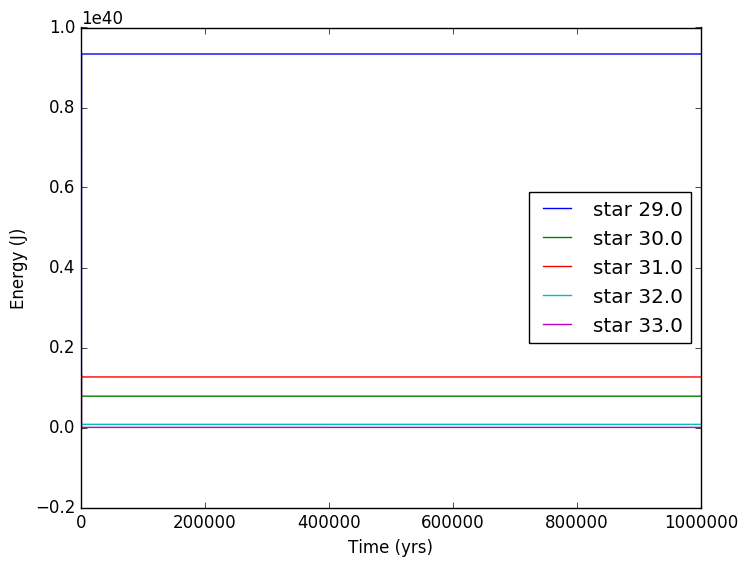 1e40
1.0
0.8
0.6
0.4
0.2
0.0
−0.2
Energy (J)
star 29.0
star 30.0
star 31.0
star 32.0
star 33.0
0 200000 400000 600000 800000 1000000
Time (yrs)